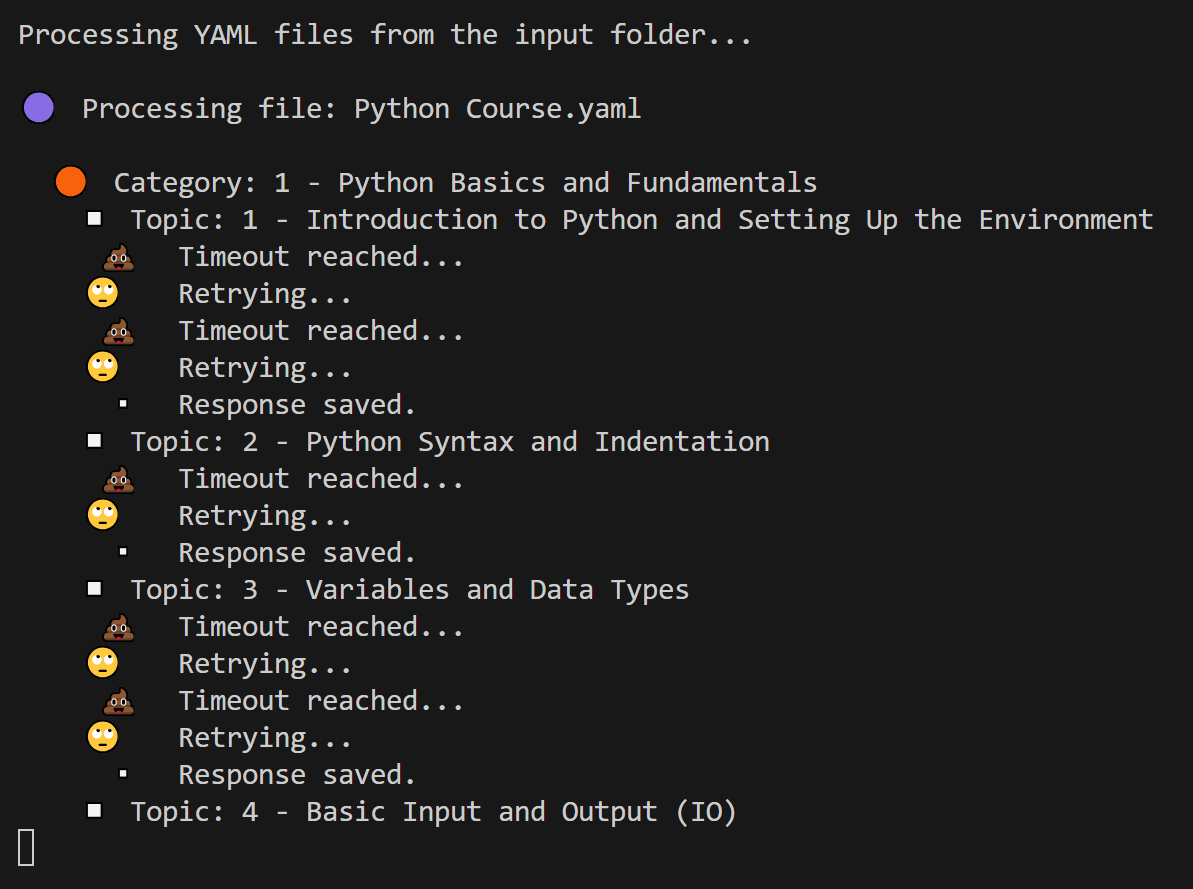 Processing YAML files from the input folder...
Processing file: Python Course.yaml
Category: 1 - Python Basics and Fundamentals
Topic: 1 - Introduction to Python and Setting Up the Environment
Timeout reached...
Retrying...
Timeout reached...
Retrying...
Response saved.
Topic: 2 - Python Syntax and Indentation
Timeout reached...
Retrying...
Response saved.
Topic: 3 - Variables and Data Types
Timeout reached...
Retrying...
Timeout reached...
Retrying...
Response saved.
Topic: 4 - Basic Input and Output (IO)